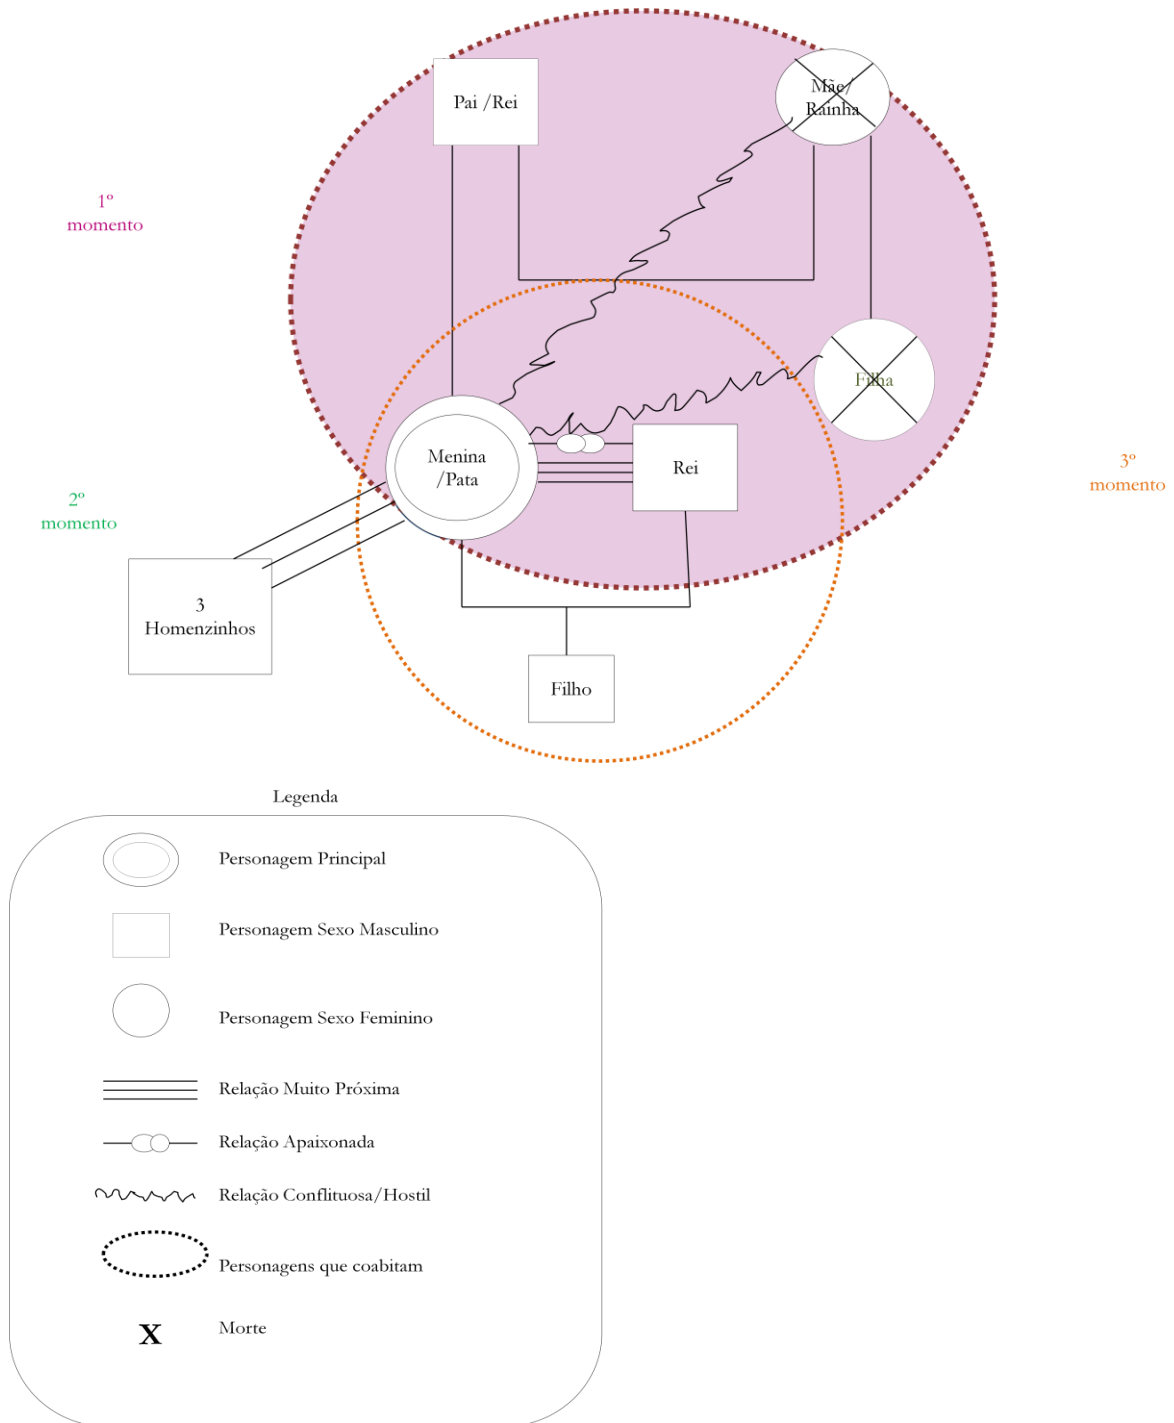 Pai /Rei
Mãe/
Rainha
1º
momento
Filha
Menina
/Pata
Rei
3º
momento
2º
momento
3
Homenzinhos
Filho
Legenda
Personagem Principal
Personagem Sexo Masculino
Personagem Sexo Feminino
Relação Muito Próxima
Relação Apaixonada
Relação Conflituosa/Hostil
Personagens que coabitam
X
Morte